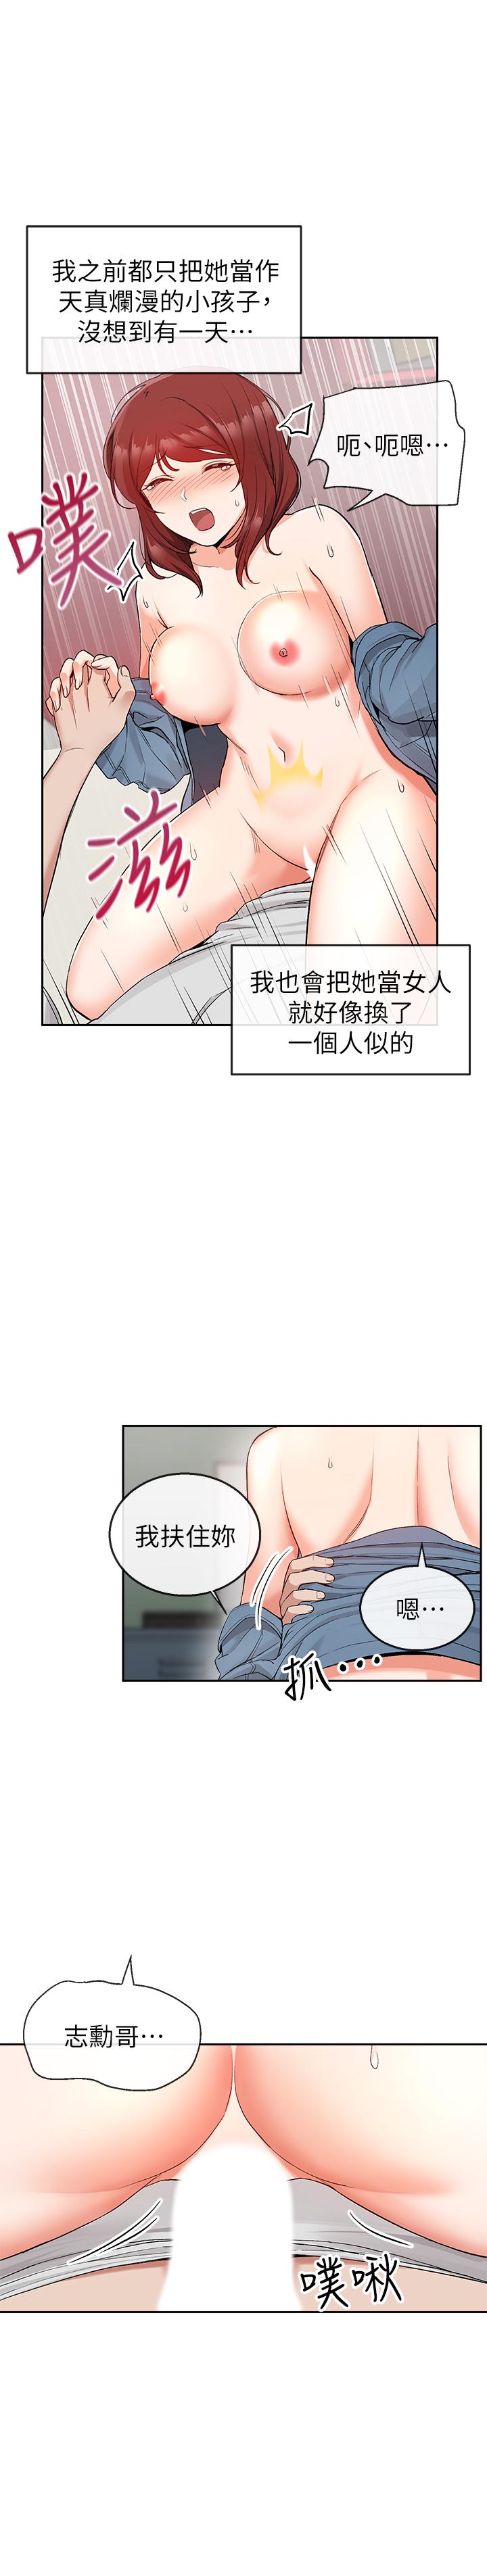 我之前都只把她當作
天真爛漫的小孩子，
沒想到有一天…
呃、呃嗯…
噗
滋
我也會把她當女人
就好像換了
一個人似的
我扶住妳
嗯…
抓…
志勳哥…
噗啾